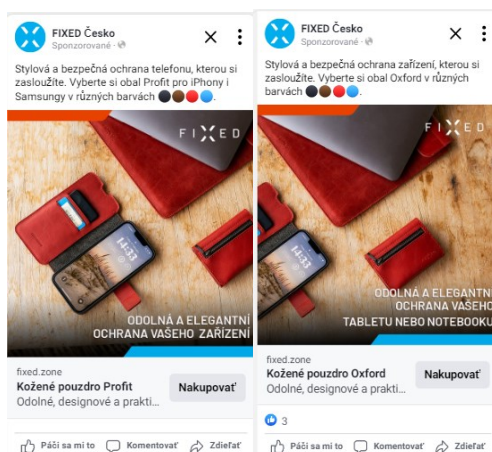 FIXED Česko
Sponzorované ·
Stylová a bezpečná ochrana telefonu, kterou si
zasloužíte. Vyberte si obal Profit pro iPhony i
Samsungy v různých barvách
FIXED
14:33
ODOLNÁ A ELEGANTNÍ
OCHRANA VAŠEHO ZAŘÍZENÍ
fixed.zone
Kožené pouzdro Profit
Odolné, designové a prakti...
Nakupovať
Páči sa mi to
Komentovať
Zdieľať
FIXED Česko
Sponzorované ·
Stylová a bezpečná ochrana zařízení, kterou si
zasloužíte. Vyberte si obal Oxford v různých
barvách
FIXED
14:33
ODOLNÁ A ELEGANTNÍ
OCHRANA VAŠEHO
TABLETU NEBO NOTEBOOKU
fixed.zone
Kožené pouzdro Oxford
Odolné, designové a prakti...
Nakupovať
3
Páči sa mi to
Komentovať
Zdieľať